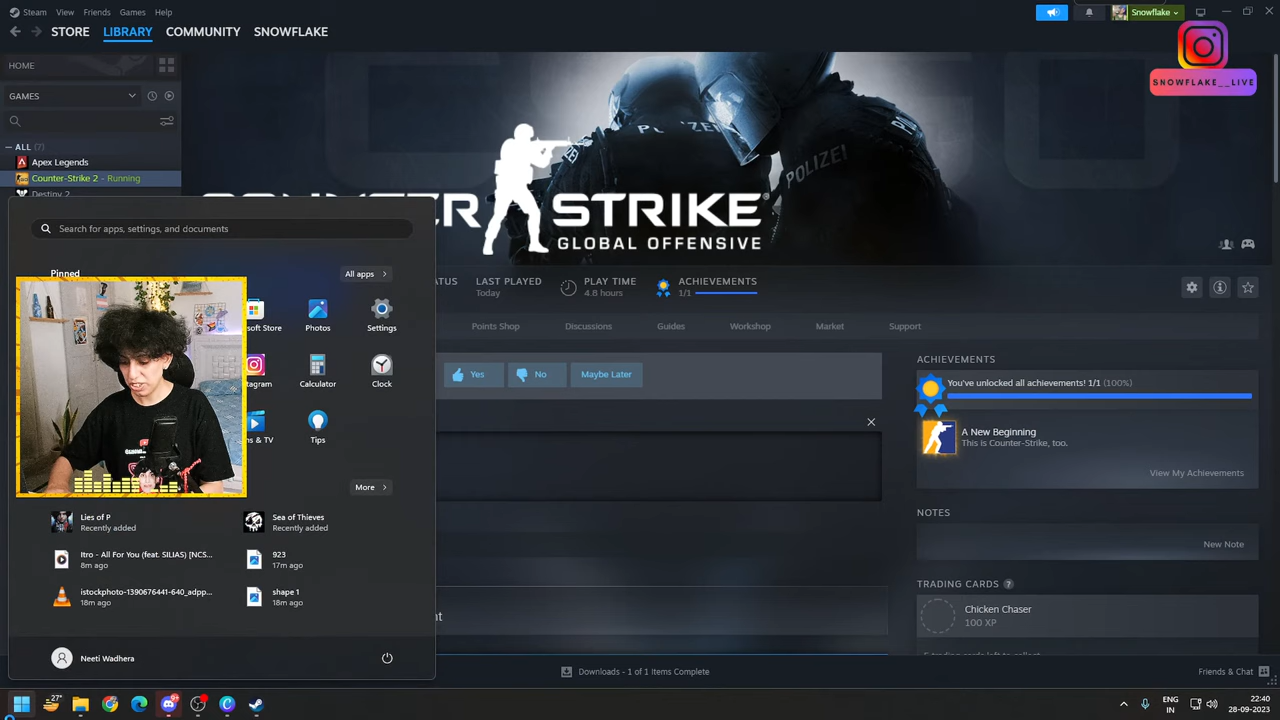 Steam View Friends Games Help
Snowflake
STORE LIBRARY COMMUNITY SNOWFLAKE
SNOWFLAKE__LIVE
HOME
GAMES
ALL (7)
Apex Legends
Counter-Strike 2 - Running
Destiny 2
POLIZEI
STRIKE
GLOBAL OFFENSIVE
Search for apps, settings, and documents
Pinned
All apps >
Photos
Settings
Calculator
Clock
Tips
More >
Lies of P
Recently added
Sea of Thieves
Recently added
Itro - All For You (feat. SILIAS) [NCS...
8m ago
923
17m ago
istockphoto-1390676441-640_adpp...
18m ago
shape 1
18m ago
Neeti Wadhera
LAST PLAYED
Today
PLAY TIME
4.8 hours
ACHIEVEMENTS
1/1
Points Shop Discussions Guides Workshop Market Support
Yes No Maybe Later
ACHIEVEMENTS
You've unlocked all achievements! 1/1 (100%)
A New Beginning
This is Counter-Strike, too.
View My Achievements
NOTES
New Note
TRADING CARDS ?
Chicken Chaser
100 XP
Downloads - 1 of 1 Items Complete
Friends & Chat
27°
ENG
IN
22:40
28-09-2023